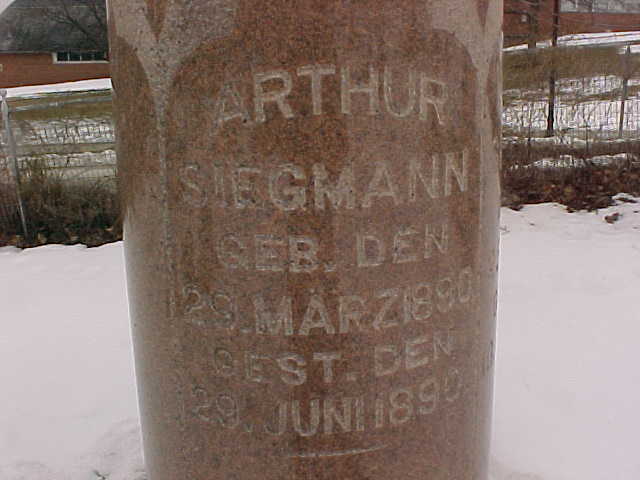 ARTHUR
SIEGMANN
GEB. DEN
29. MÄRZ 1890
GEST. DEN
29. JUNI 1890